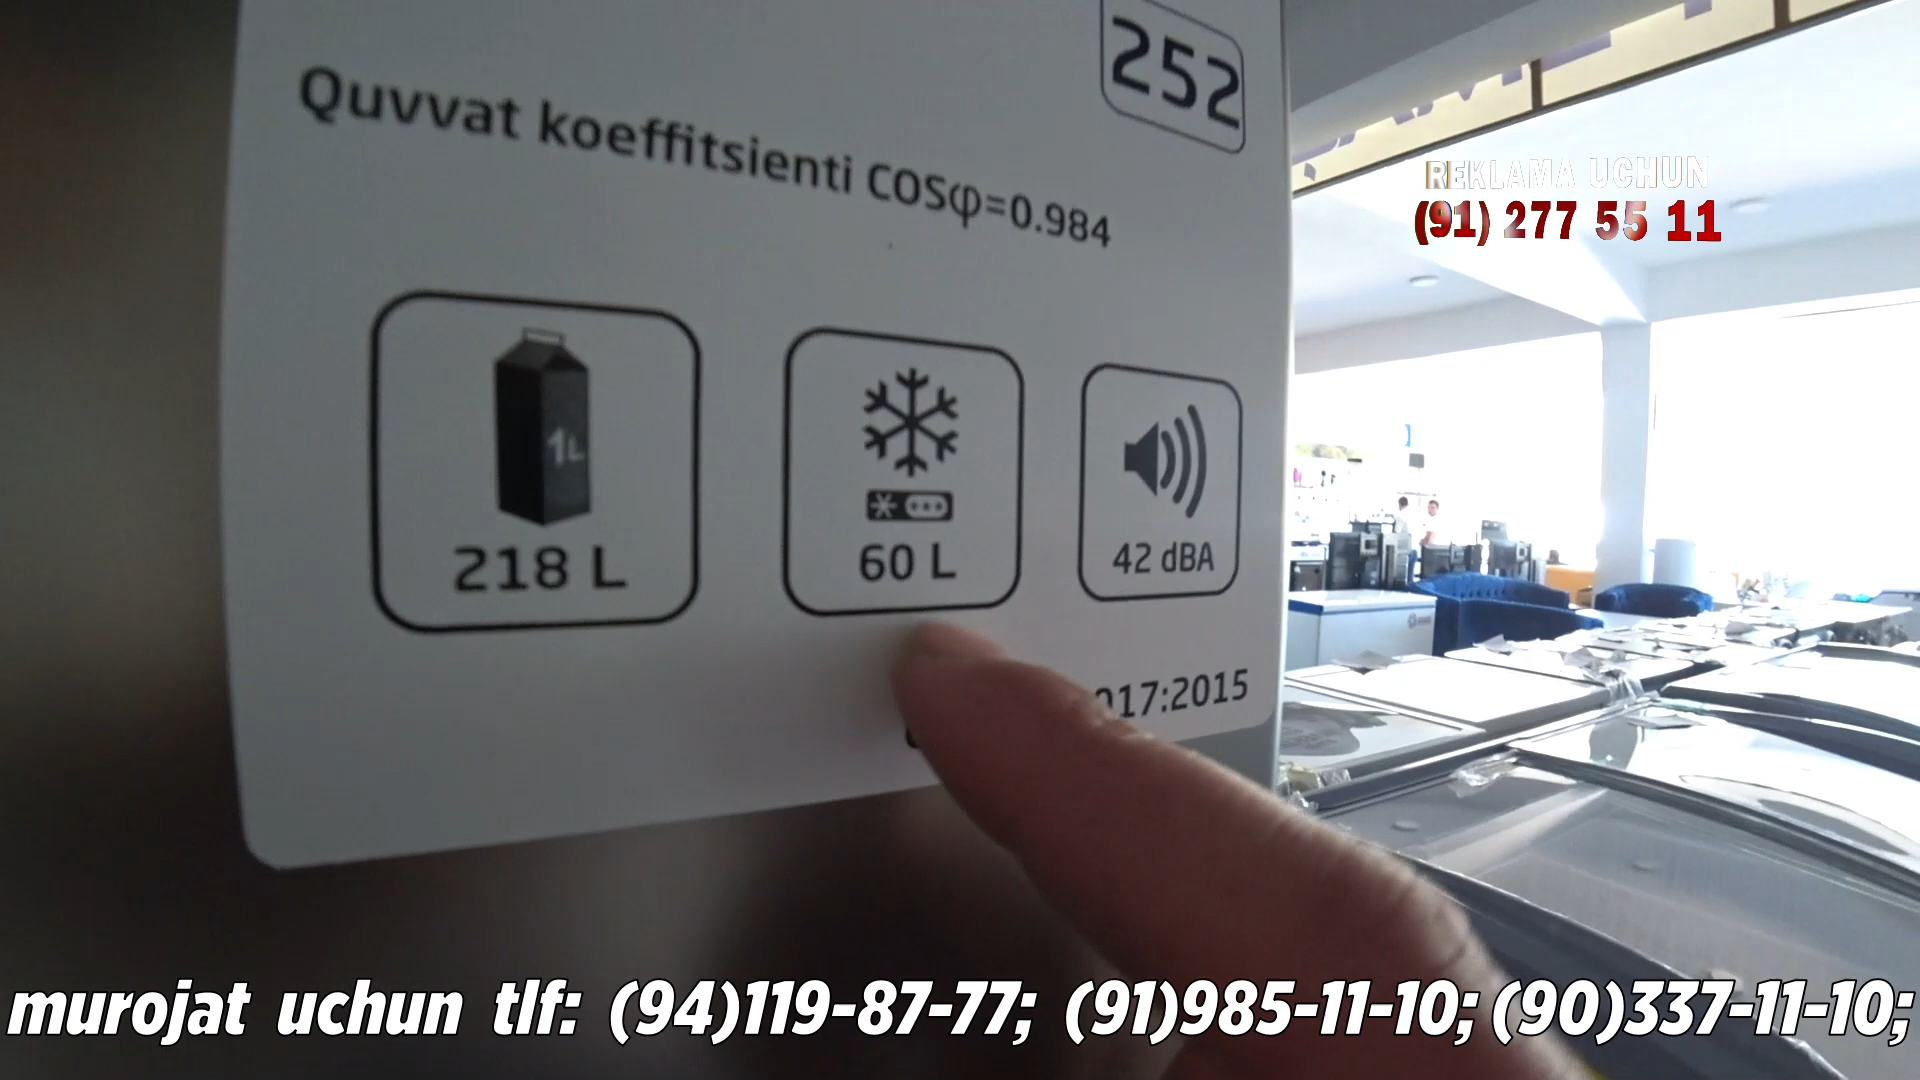 252
Quvvat koeffitsienti COSφ=0.984
REKLAMA UCHUN
(91) 277 55 11
1L
218 L
60 L
42 dBA
017:2015
murojat uchun tlf: (94)119-87-77; (91)985-11-10; (90)337-11-10;